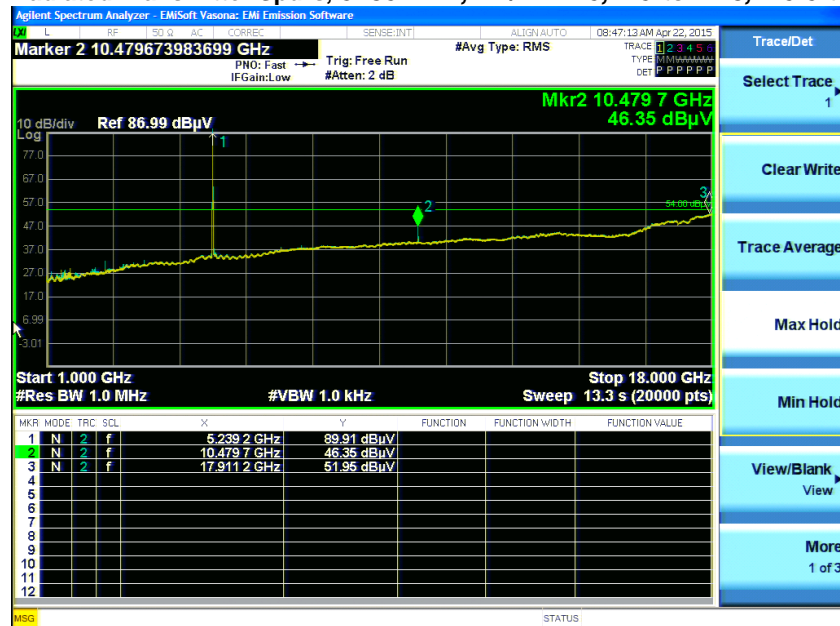 Agilent Spectrum Analyzer - EMiSoft Vasona: EMi Emission Software
LXI L RF 50 Ω AC CORREC SENSE:INT ALIGN AUTO 08:47:13 AM Apr 22, 2015
Marker 2 10.479673983699 GHz
PNO: Fast
IFGain:Low
Trig: Free Run
#Atten: 2 dB
#Avg Type: RMS
TRACE 1 2 3 4 5 6
TYPE M M W W W W
DET P P P P P P
Mkr2 10.479 7 GHz
46.35 dBµV
10 dB/div Ref 86.99 dBµV
Log
1
77.0
67.0
57.0
47.0
37.0
27.0
17.0
6.99
-3.01
2
3
54.00 dBµV
Start 1.000 GHz Stop 18.000 GHz
#Res BW 1.0 MHz #VBW 1.0 kHz Sweep 13.3 s (20000 pts)
MKR MODE TRC SCL X Y FUNCTION FUNCTION WIDTH FUNCTION VALUE
1 N 2 f 5.239 2 GHz 89.91 dBµV
2 N 2 f 10.479 7 GHz 46.35 dBµV
3 N 2 f 17.911 2 GHz 51.95 dBµV
4
5
6
7
8
9
10
11
12
MSG STATUS
Trace/Det
Select Trace
1
Clear Write
Trace Average
Max Hold
Min Hold
View/Blank
View
More
1 of 3